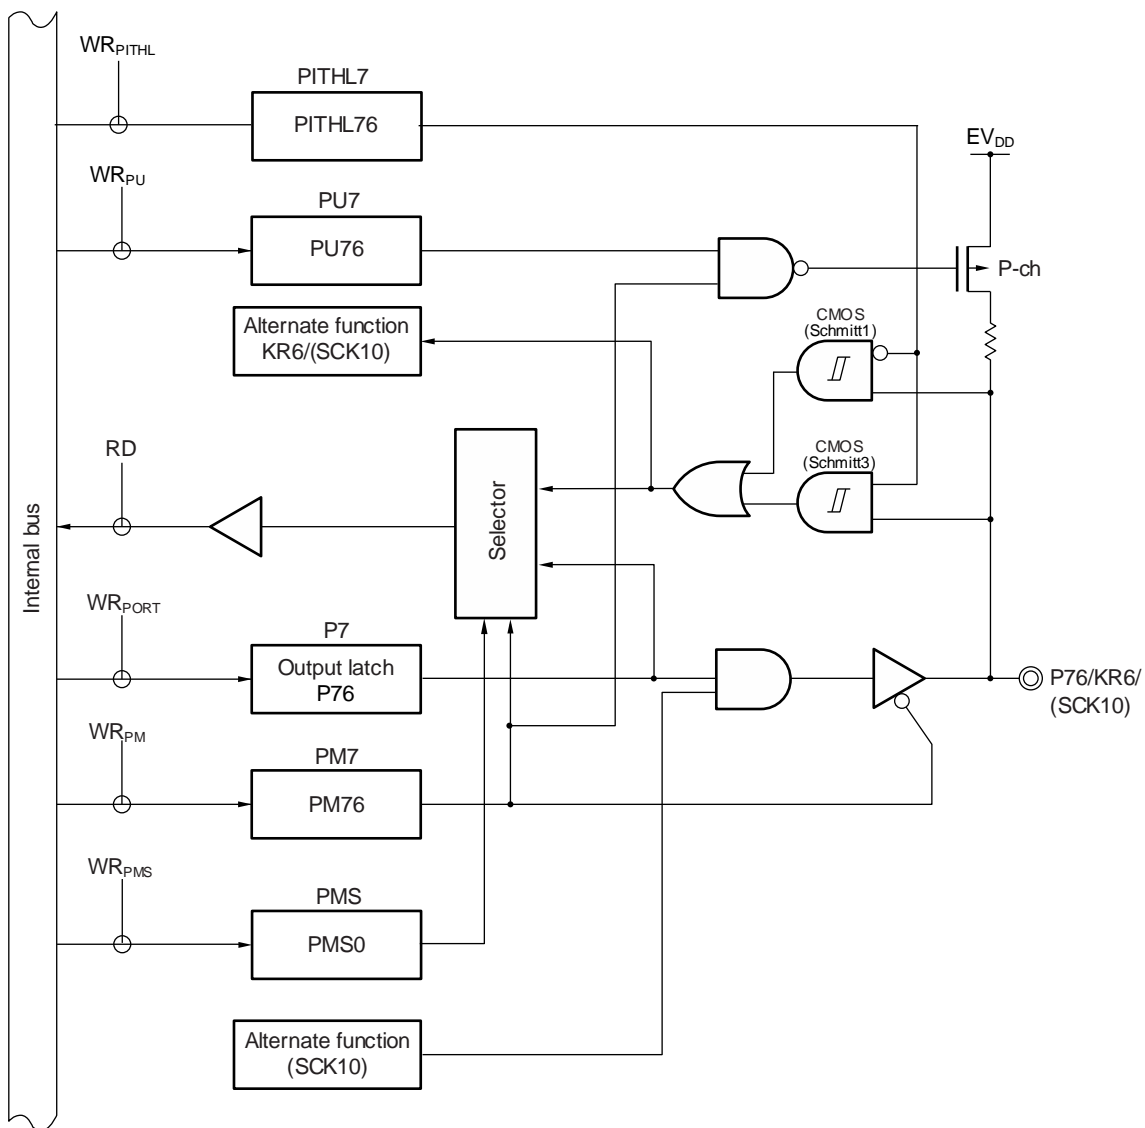 WRPITHL
PITHL7
PITHL76
EVDD
WRPU
PU7
PU76
P-ch
Alternate function
KR6/(SCK10)
CMOS
(Schmitt1)
RD
Selector
CMOS
(Schmitt3)
Internal bus
WRPORT
P7
Output latch
P76
P76/KR6/
(SCK10)
WRPM
PM7
PM76
WRPMS
PMS
PMS0
Alternate function
(SCK10)